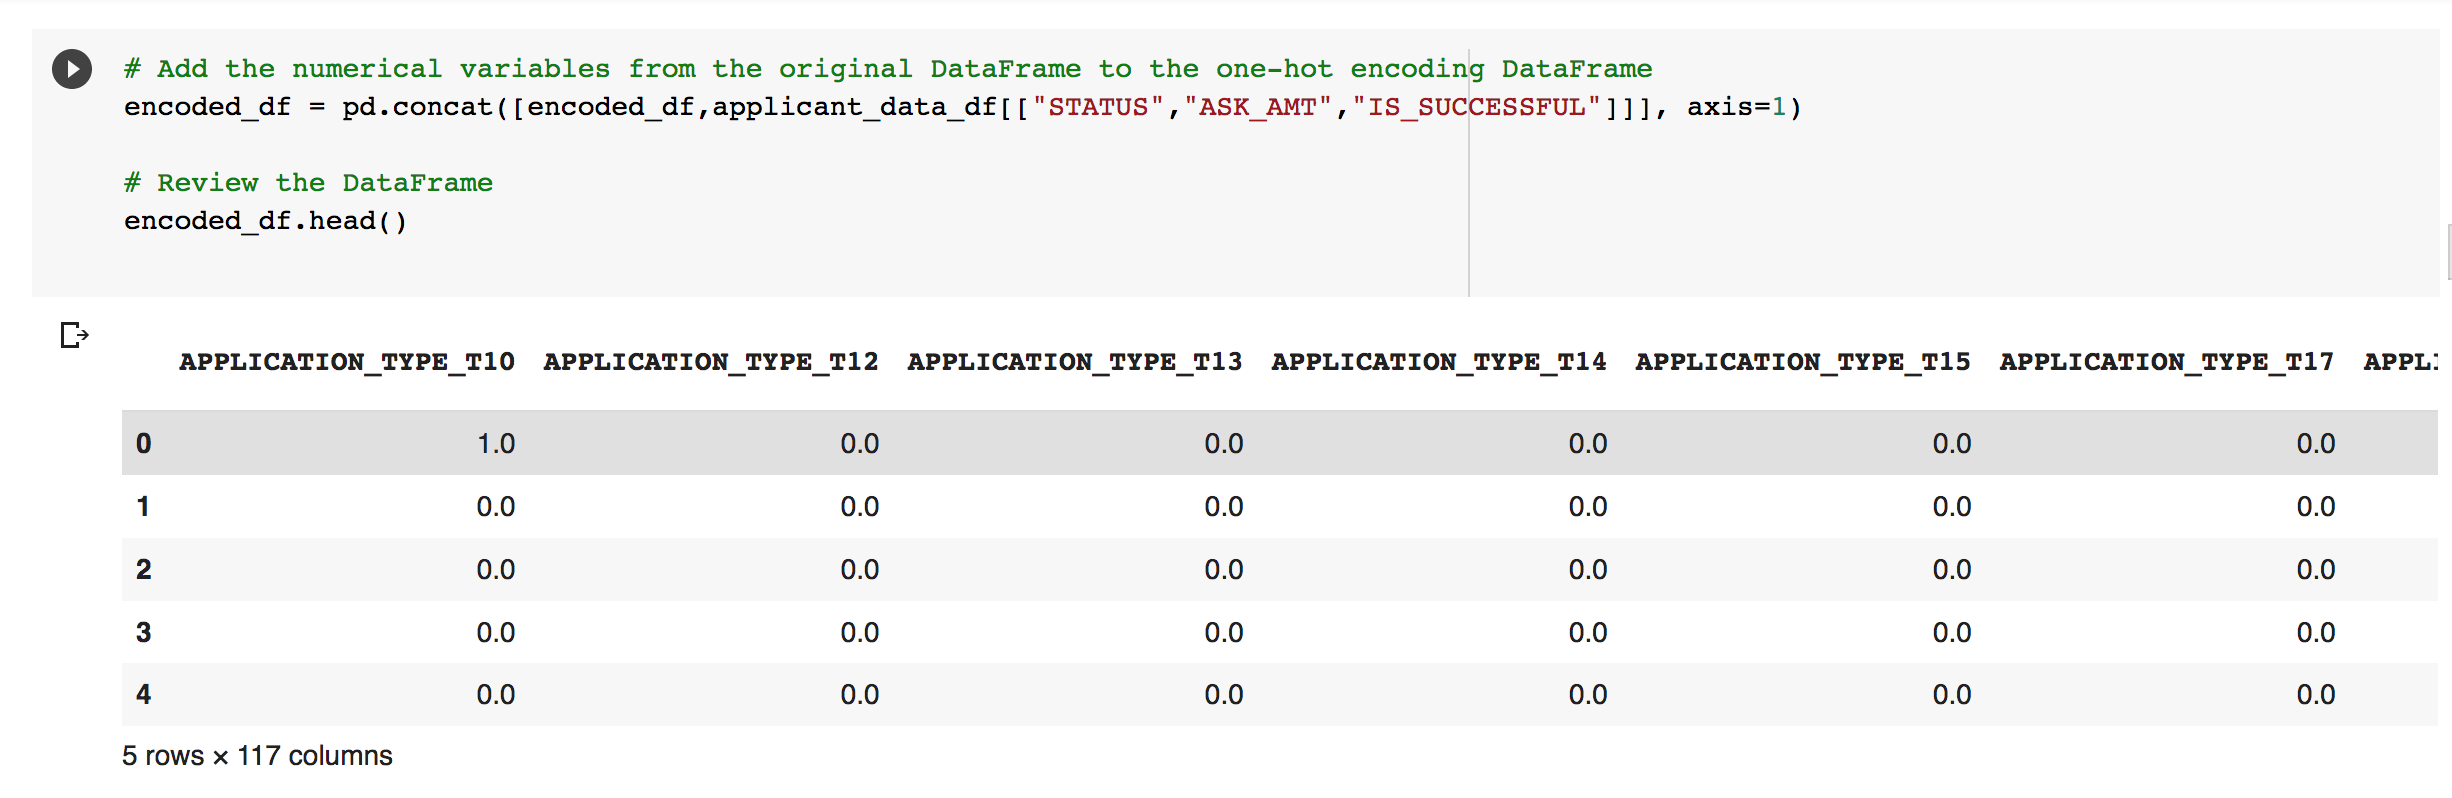 # Add the numerical variables from the original DataFrame to the one-hot encoding DataFrame
encoded_df = pd.concat([encoded_df,applicant_data_df[["STATUS","ASK_AMT","IS_SUCCESSFUL"]]], axis=1)
# Review the DataFrame
encoded_df.head()
APPLICATION_TYPE_T10 APPLICATION_TYPE_T12 APPLICATION_TYPE_T13 APPLICATION_TYPE_T14 APPLICATION_TYPE_T15 APPLICATION_TYPE_T17
0 1.0 0.0 0.0 0.0 0.0 0.0
1 0.0 0.0 0.0 0.0 0.0 0.0
2 0.0 0.0 0.0 0.0 0.0 0.0
3 0.0 0.0 0.0 0.0 0.0 0.0
4 0.0 0.0 0.0 0.0 0.0 0.0
5 rows × 117 columns